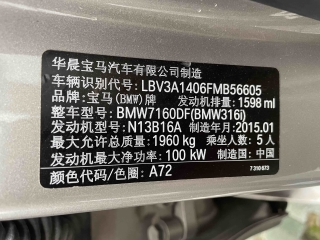 华晨宝马汽车有限公司制造
车辆识别代号: LBV3A1406FMB56605
品牌: 宝马(BMW)牌 发动机排量: 1598 ml
整车型号: BMW7160DF(BMW316i)
发动机型号: N13B16A 制造年月: 2015.01
最大允许总质量: 1960 kg 乘坐人数: 5 人
发动机最大净功率: 100 kW 制造国: 中国
颜色代码/色圈: A72 7310673